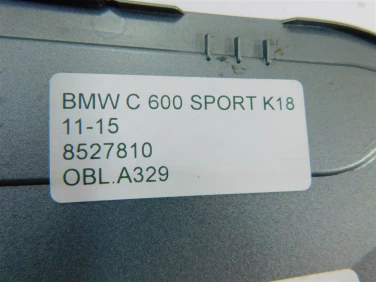 BMW C 600 SPORT K18
11-15
8527810
OBL.A329